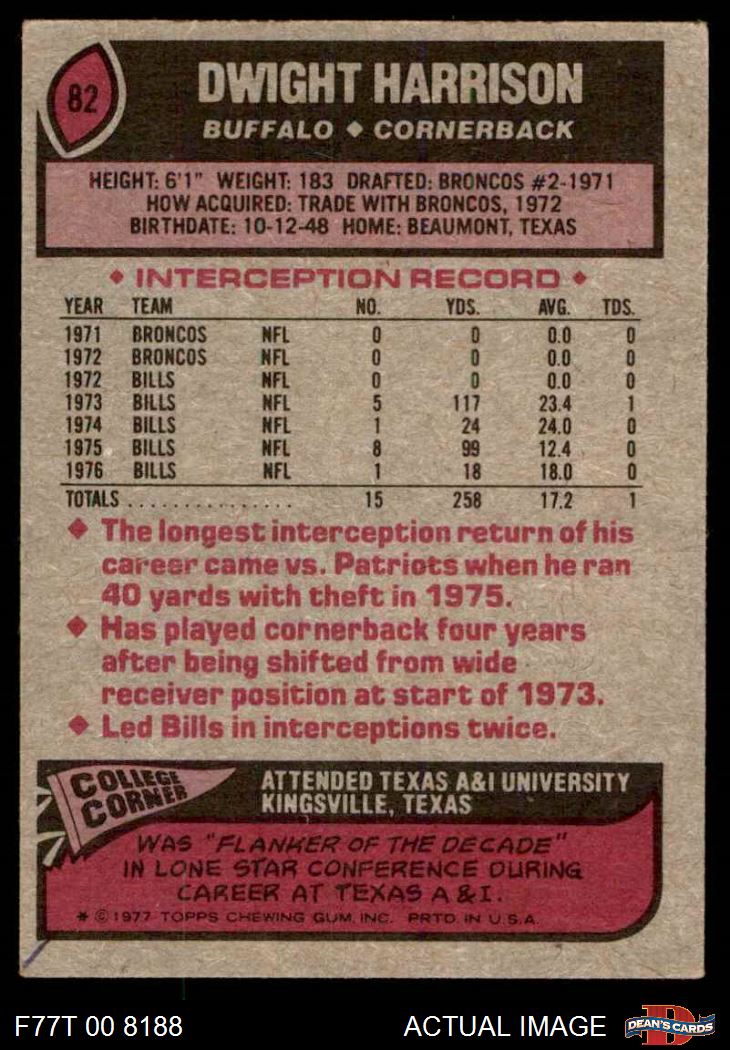 82
DWIGHT HARRISON
BUFFALO ♦ CORNERBACK
HEIGHT: 6'1" WEIGHT: 183 DRAFTED: BRONCOS #2-1971
HOW ACQUIRED: TRADE WITH BRONCOS, 1972
BIRTHDATE: 10-12-48 HOME: BEAUMONT, TEXAS
♦ INTERCEPTION RECORD ♦
YEAR TEAM NO. YDS. AVG. TDS.
1971 BRONCOS NFL 0 0 0.0 0
1972 BRONCOS NFL 0 0 0.0 0
1972 BILLS NFL 0 0 0.0 0
1973 BILLS NFL 5 117 23.4 1
1974 BILLS NFL 1 24 24.0 0
1975 BILLS NFL 8 99 12.4 0
1976 BILLS NFL 1 18 18.0 0
TOTALS ................ 15 258 17.2 1
♦ The longest interception return of his
career came vs. Patriots when he ran
40 yards with theft in 1975.
♦ Has played cornerback four years
after being shifted from wide
receiver position at start of 1973.
♦ Led Bills in interceptions twice.
COLLEGE
CORNER
ATTENDED TEXAS A&I UNIVERSITY
KINGSVILLE, TEXAS
WAS "FLANKER OF THE DECADE"
IN LONE STAR CONFERENCE DURING
CAREER AT TEXAS A & I.
* © 1977 TOPPS CHEWING GUM, INC. PRTD. IN U.S.A.
F77T 00 8188
ACTUAL IMAGE
D
DEAN'S CARDS